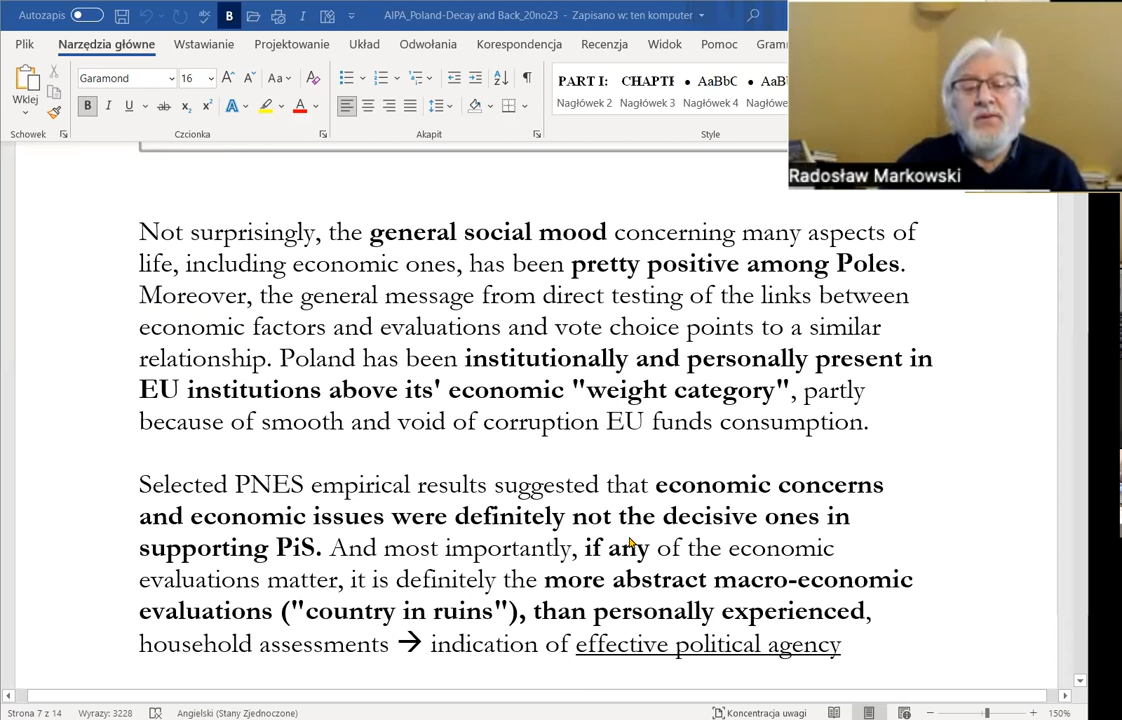 Autozapis
AIPA_Poland-Decay and Back_20no23 - Zapisano w: ten komputer
Plik Narzędzia główne Wstawianie Projektowanie Układ Odwołania Korespondencja Recenzja Widok Pomoc Gramm
Wklej
Schowek
Garamond 16
Czcionka
Akapit
PART I: CHAPTI AaBbC AaBb
Nagłówek 2 Nagłówek 3 Nagłówek 4 Nagłówek
Style
Radosław Markowski
Not surprisingly, the general social mood concerning many aspects of
life, including economic ones, has been pretty positive among Poles.
Moreover, the general message from direct testing of the links between
economic factors and evaluations and vote choice points to a similar
relationship. Poland has been institutionally and personally present in
EU institutions above its' economic "weight category", partly
because of smooth and void of corruption EU funds consumption.
Selected PNES empirical results suggested that economic concerns
and economic issues were definitely not the decisive ones in
supporting PiS. And most importantly, if any of the economic
evaluations matter, it is definitely the more abstract macro-economic
evaluations ("country in ruins"), than personally experienced,
household assessments → indication of effective political agency
Strona 7 z 14 Wyrazy: 3228 Angielski (Stany Zjednoczone) Koncentracja uwagi 150%